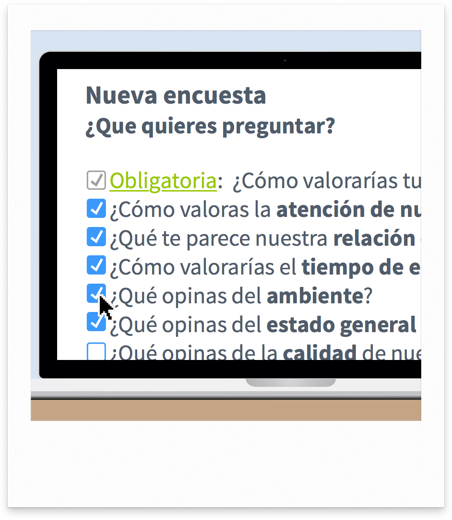 Nueva encuesta
¿Que quieres preguntar?
Obligatoria: ¿Cómo valorarías tu
¿Cómo valoras la atención de nu
¿Qué te parece nuestra relación
¿Cómo valorarías el tiempo de e
¿Qué opinas del ambiente?
¿Qué opinas del estado general
¿Qué opinas de la calidad de nue